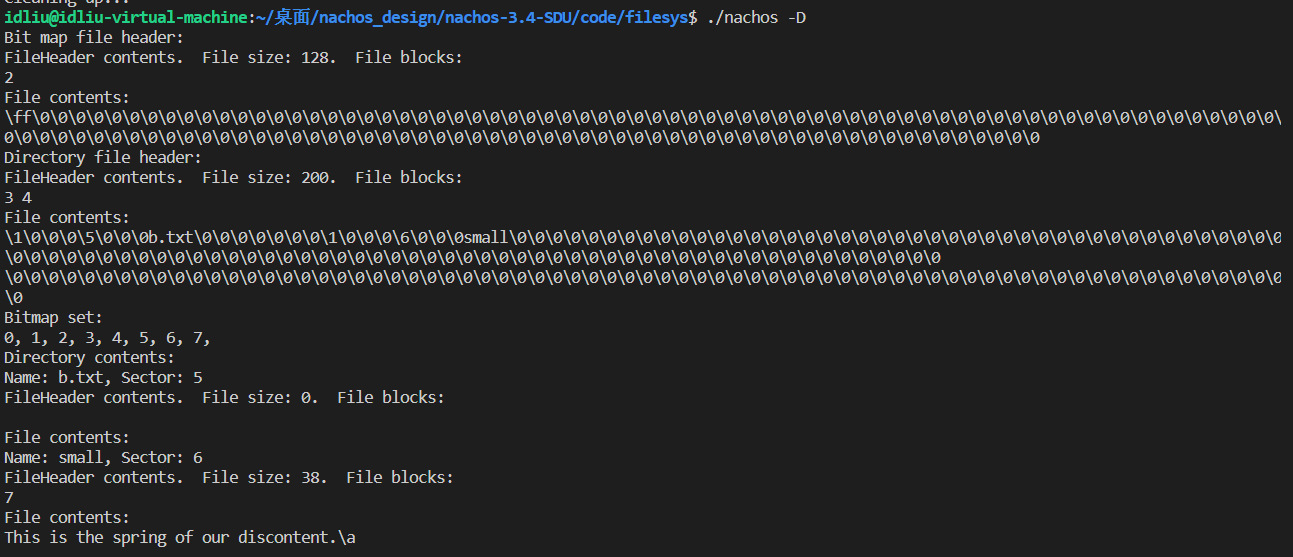 idliu@idliu-virtual-machine:~/桌面/nachos_design/nachos-3.4-SDU/code/filesys$ ./nachos -D
Bit map file header:
FileHeader contents.  File size: 128.  File blocks:
2
File contents:
\ff\0\0\0\0\0\0\0\0\0\0\0\0\0\0\0\0\0\0\0\0\0\0\0\0\0\0\0\0\0\0\0\0\0\0\0\0\0\0\0\0\0\0\0\0\0\0\0\0\0\0\0\0\0\0\0\0\0\0\0\0\0\0\0\0\0\0\0\0\0\
0\0\0\0\0\0\0\0\0\0\0\0\0\0\0\0\0\0\0\0\0\0\0\0\0\0\0\0\0\0\0\0\0\0\0\0\0\0\0\0\0\0\0\0\0\0\0\0\0\0\0\0\0\0\0\0\0\0
Directory file header:
FileHeader contents.  File size: 200.  File blocks:
3 4
File contents:
\1\0\0\0\5\0\0\0b.txt\0\0\0\0\0\0\0\1\0\0\0\6\0\0\0small\0\0\0\0\0\0\0\0\0\0\0\0\0\0\0\0\0\0\0\0\0\0\0\0\0\0\0\0\0\0\0\0\0\0\0\0\0\0\0\0\0\0\0
\0\0\0\0\0\0\0\0\0\0\0\0\0\0\0\0\0\0\0\0\0\0\0\0\0\0\0\0\0\0\0\0\0\0\0\0\0\0\0\0\0\0\0\0\0\0\0\0\0\0\0\0
\0\0\0\0\0\0\0\0\0\0\0\0\0\0\0\0\0\0\0\0\0\0\0\0\0\0\0\0\0\0\0\0\0\0\0\0\0\0\0\0\0\0\0\0\0\0\0\0\0\0\0\0\0\0\0\0\0\0\0\0\0\0\0\0\0\0\0\0\0\0\0
\0
Bitmap set:
0, 1, 2, 3, 4, 5, 6, 7,
Directory contents:
Name: b.txt, Sector: 5
FileHeader contents.  File size: 0.  File blocks:
File contents:
Name: small, Sector: 6
FileHeader contents.  File size: 38.  File blocks:
7
File contents:
This is the spring of our discontent.\a